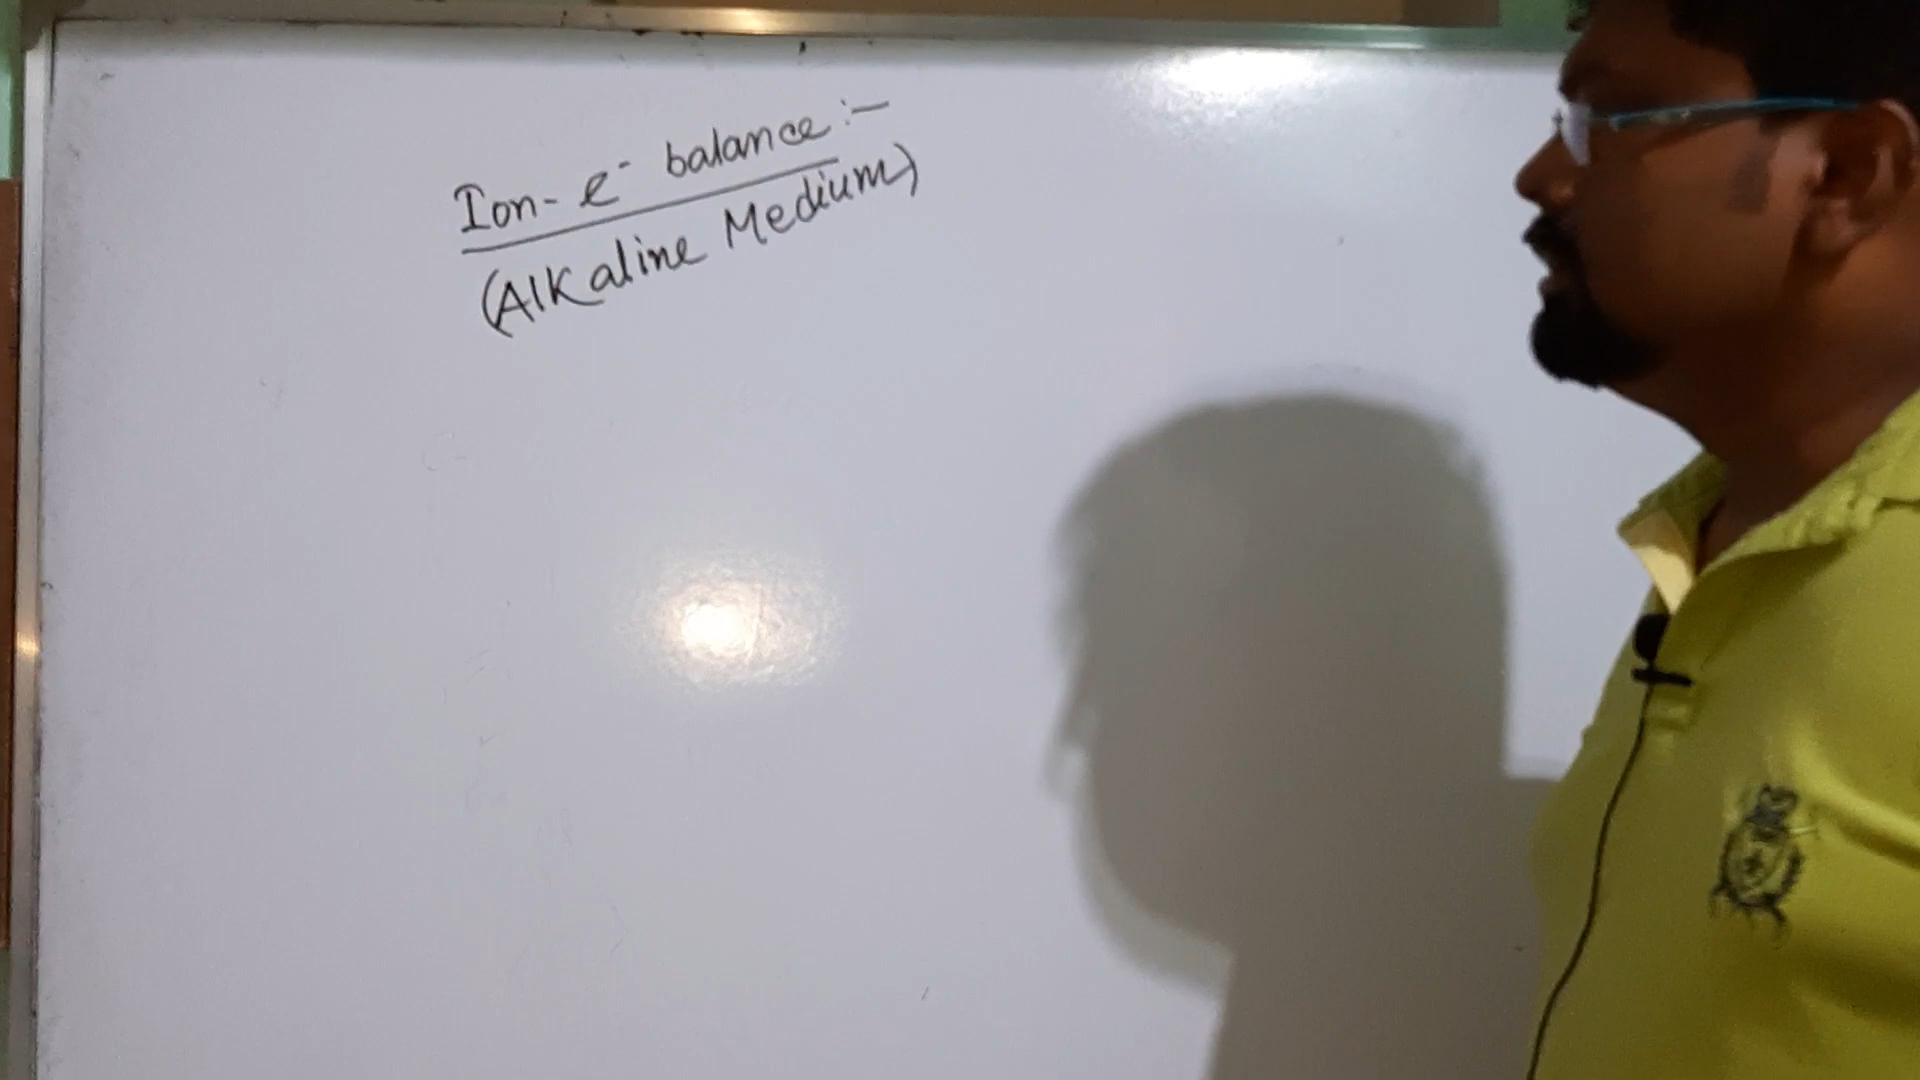 Ion- e⁻ balance :-
(Alkaline Medium)